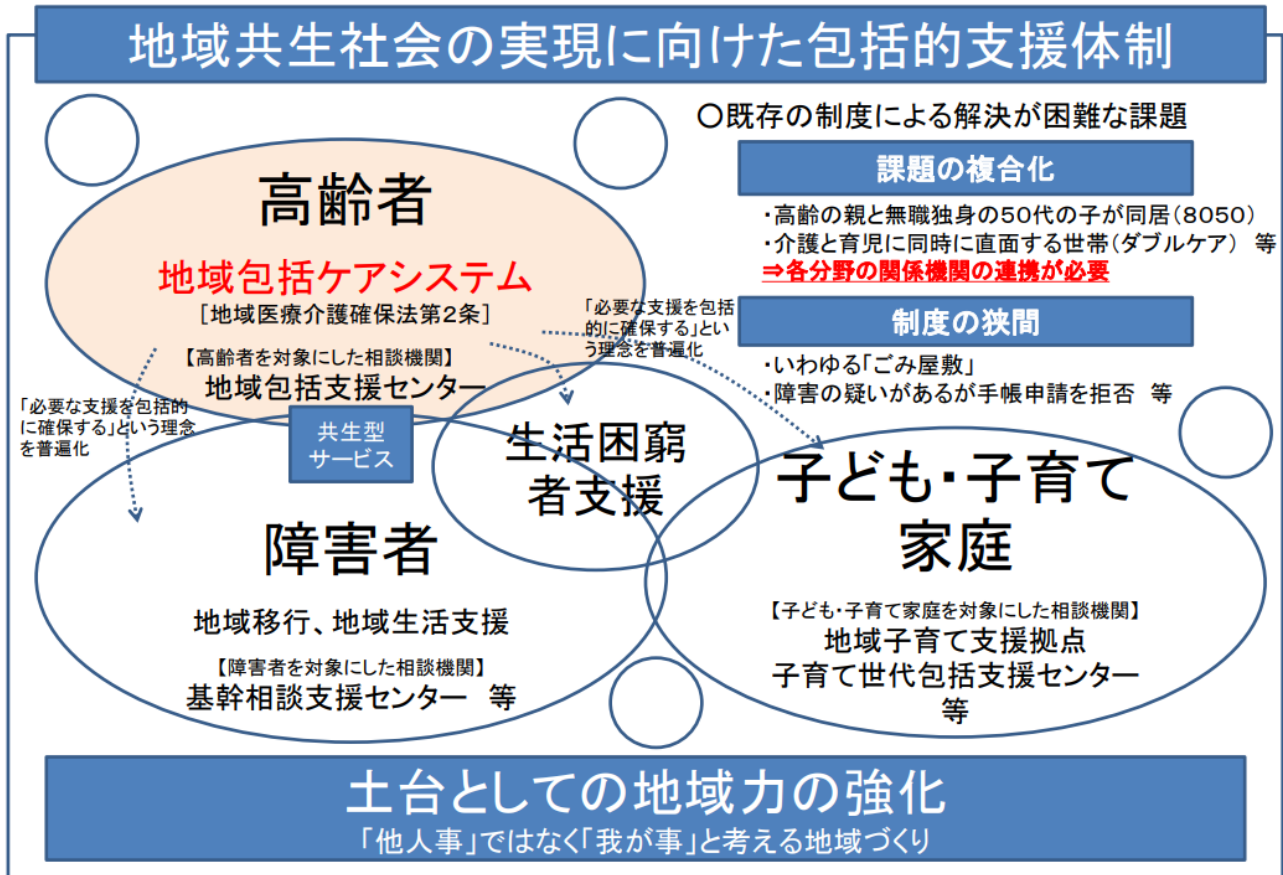 地域共生社会の実現に向けた包括的支援体制
○既存の制度による解決が困難な課題
課題の複合化
・高齢の親と無職独身の50代の子が同居(8050)
・介護と育児に同時に直面する世帯(ダブルケア) 等
⇒各分野の関係機関の連携が必要
制度の狭間
・いわゆる「ごみ屋敷」
・障害の疑いがあるが手帳申請を拒否 等
高齢者
地域包括ケアシステム
[地域医療介護確保法第2条]
【高齢者を対象にした相談機関】
地域包括支援センター
「必要な支援を包括
的に確保する」とい
う理念を普遍化
「必要な支援を包括的
に確保する」という理念
を普遍化
共生型
サービス
生活困窮
者支援
障害者
地域移行、地域生活支援
【障害者を対象にした相談機関】
基幹相談支援センター 等
子ども・子育て
家庭
【子ども・子育て家庭を対象にした相談機関】
地域子育て支援拠点
子育て世代包括支援センター
等
土台としての地域力の強化
「他人事」ではなく「我が事」と考える地域づくり